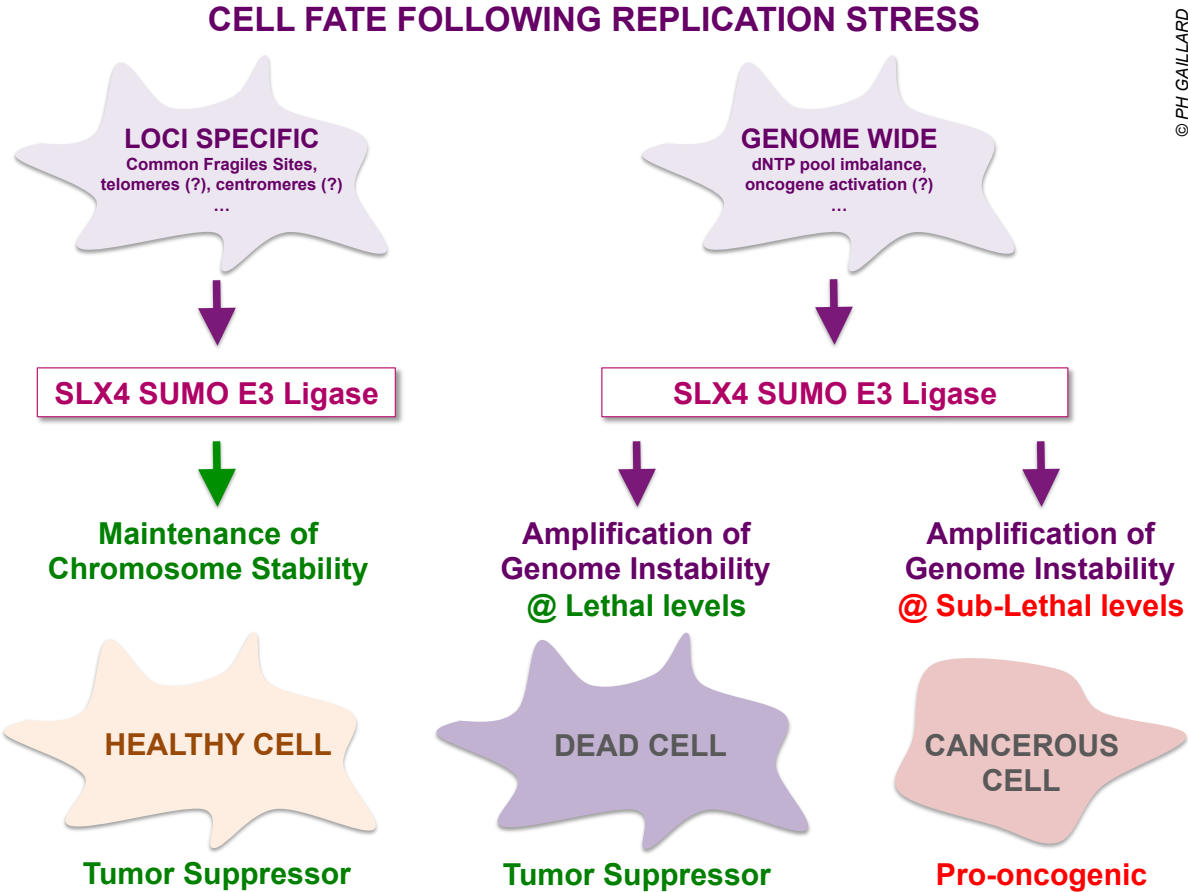 CELL FATE FOLLOWING REPLICATION STRESS
© PH GAILLARD
LOCI SPECIFIC
Common Fragiles Sites,
telomeres (?), centromeres (?)
...
GENOME WIDE
dNTP pool imbalance,
oncogene activation (?)
...
SLX4 SUMO E3 Ligase
SLX4 SUMO E3 Ligase
Maintenance of
Chromosome Stability
Amplification of
Genome Instability
@ Lethal levels
Amplification of
Genome Instability
@ Sub-Lethal levels
HEALTHY CELL
DEAD CELL
CANCEROUS
CELL
Tumor Suppressor
Tumor Suppressor
Pro-oncogenic